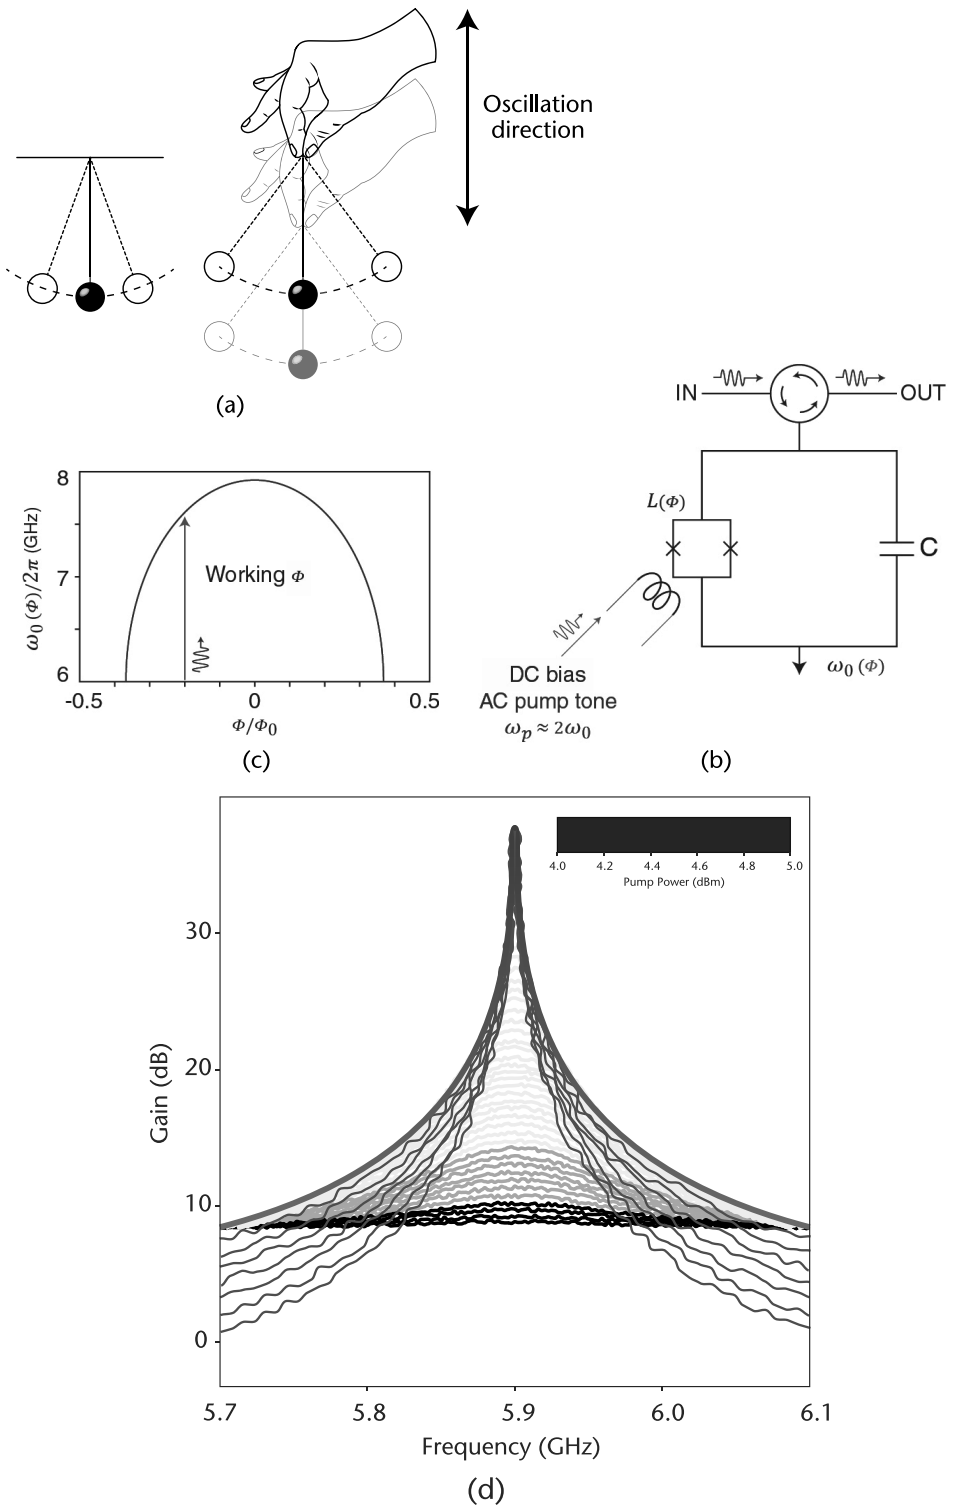 Oscillation
direction
(a)
IN
OUT
L(Φ)
C
DC bias
AC pump tone
ωp ≈ 2ω0
ω0 (Φ)
(b)
8
7
6
ω0 (Φ)/2π (GHz)
Working Φ
-0.5
0
0.5
Φ/Φ0
(c)
4.0 4.2 4.4 4.6 4.8 5.0
Pump Power (dBm)
30
20
10
0
Gain (dB)
5.7 5.8 5.9 6.0 6.1
Frequency (GHz)
(d)